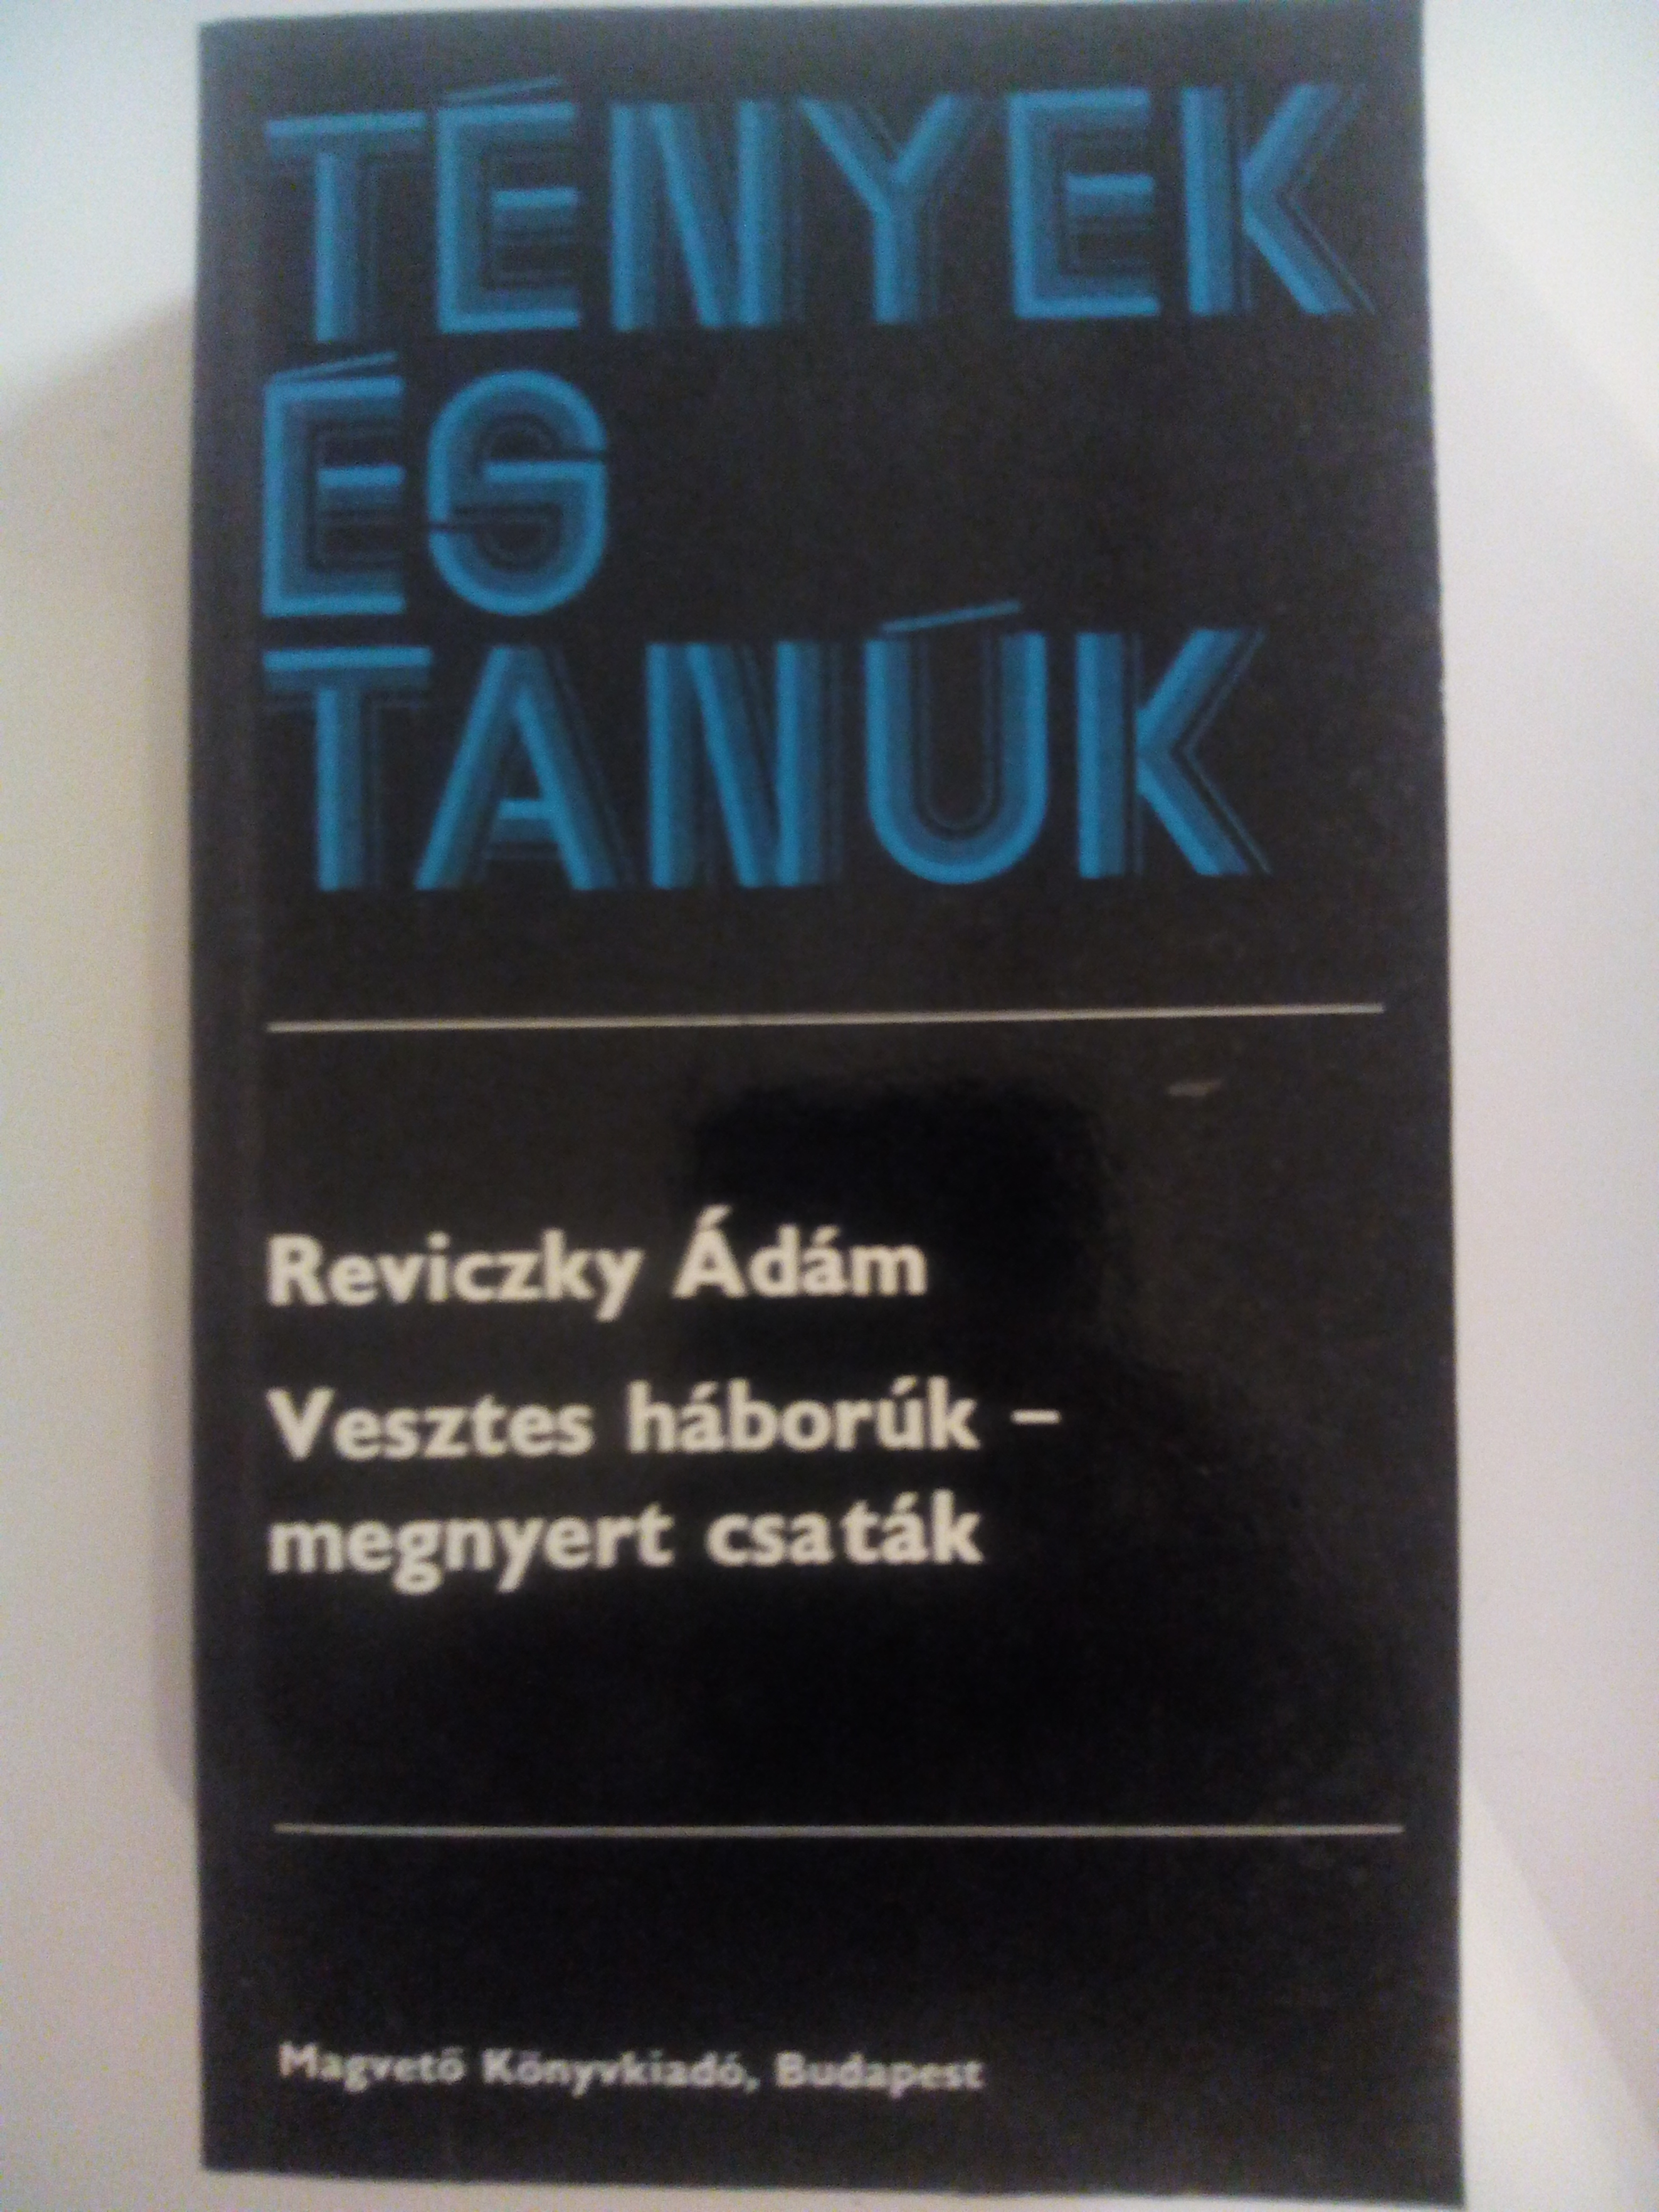 TÉNYEK
ÉS
TANÚK
Reviczky Ádám
Vesztes háborúk –
megnyert csaták
Magvető Könyvkiadó, Budapest